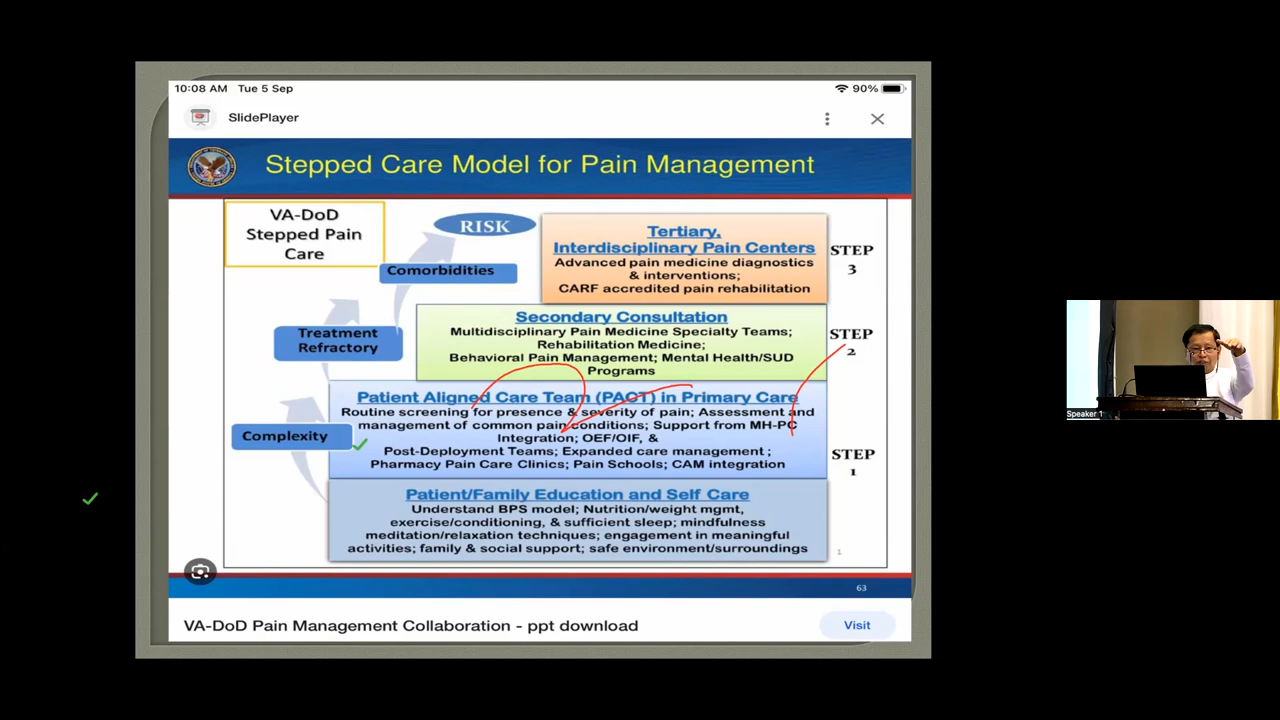 10:08 AM Tue 5 Sep
90%
SlidePlayer
Stepped Care Model for Pain Management
VA-DoD
Stepped Pain
Care
RISK
Comorbidities
Treatment
Refractory
Complexity
Tertiary,
Interdisciplinary Pain Centers
Advanced pain medicine diagnostics
& interventions;
CARF accredited pain rehabilitation
STEP
3
Secondary Consultation
Multidisciplinary Pain Medicine Specialty Teams;
Rehabilitation Medicine;
Behavioral Pain Management; Mental Health/SUD
Programs
STEP
2
Patient Aligned Care Team (PACT) in Primary Care
Routine screening for presence & severity of pain; Assessment and
management of common pain conditions; Support from MH-PC
Integration; OEF/OIF, &
Post-Deployment Teams; Expanded care management ;
Pharmacy Pain Care Clinics; Pain Schools; CAM integration
STEP
1
Patient/Family Education and Self Care
Understand BPS model; Nutrition/weight mgmt,
exercise/conditioning, & sufficient sleep; mindfulness
meditation/relaxation techniques; engagement in meaningful
activities; family & social support; safe environment/surroundings
1
63
VA-DoD Pain Management Collaboration - ppt download
Visit
Speaker 1